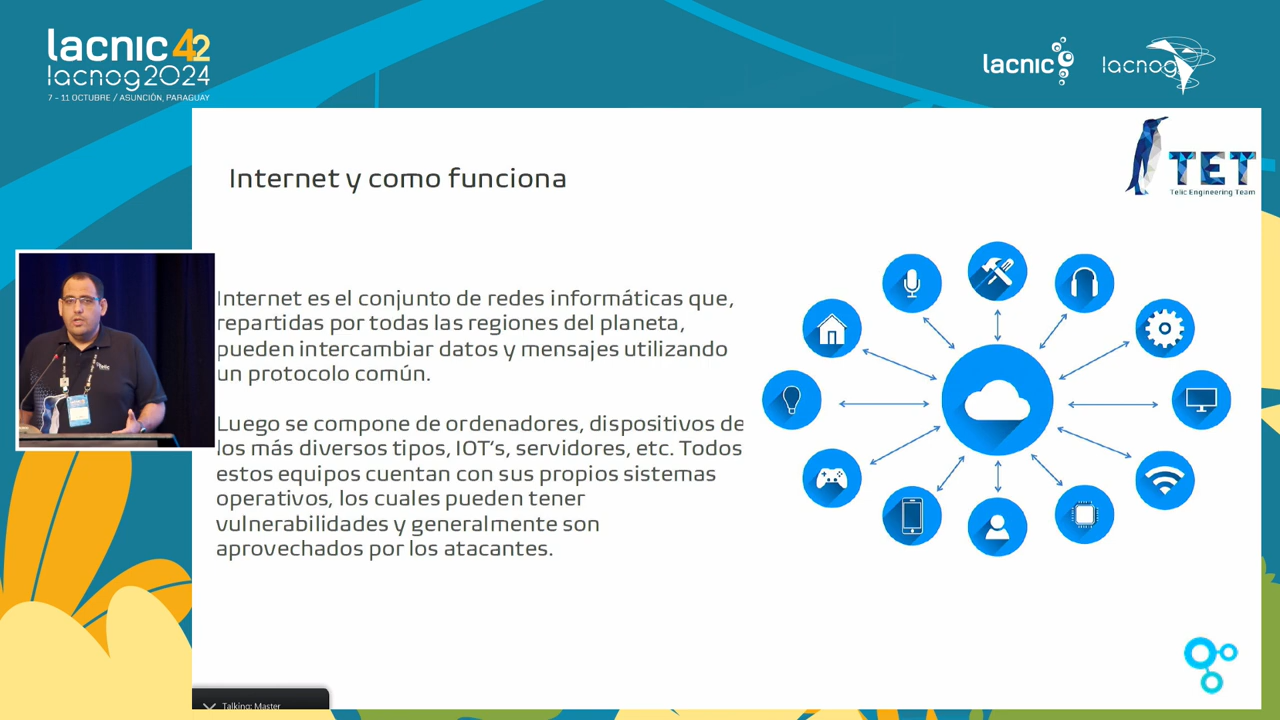 lacnic 42
lacnog2024
7 - 11 OCTUBRE / ASUNCIÓN, PARAGUAY
lacnic
lacnog
TET
Telic Engineering Team
Internet y como funciona
Internet es el conjunto de redes informáticas que,
repartidas por todas las regiones del planeta,
pueden intercambiar datos y mensajes utilizando
un protocolo común.
Luego se compone de ordenadores, dispositivos de
los más diversos tipos, IOT's, servidores, etc. Todos
estos equipos cuentan con sus propios sistemas
operativos, los cuales pueden tener
vulnerabilidades y generalmente son
aprovechados por los atacantes.
Talking: Master